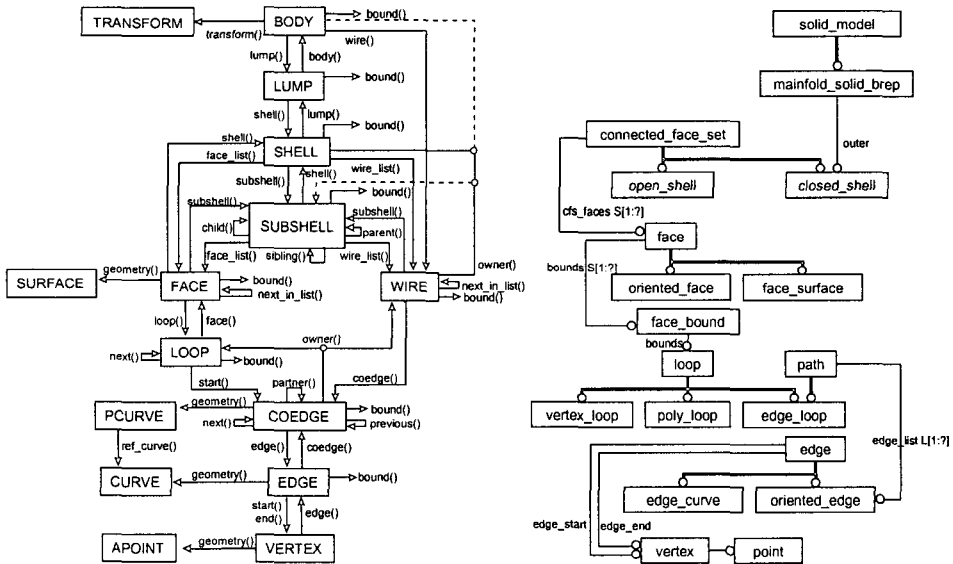 TRANSFORM
BODY
bound()
transform()
wire()
lump()
body()
LUMP
bound()
shell()
lump()
bound()
shell()
SHELL
face_list()
wire_list()
subshell()
shell()
bound()
subshell()
SUBSHELL
subshell()
child()
parent()
face_list()
sibling()
wire_list()
owner()
SURFACE
geometry()
FACE
bound()
next_in_list()
WIRE
next_in_list()
bound()
loop()
face()
owner()
next()
LOOP
bound()
start()
partner()
coedge()
PCURVE
geometry()
COEDGE
bound()
next()
previous()
ref_curve()
edge()
coedge()
CURVE
geometry()
EDGE
bound()
start()
end()
edge()
APOINT
geometry()
VERTEX
solid_model
mainfold_solid_brep
connected_face_set
outer
open_shell
closed_shell
cfs_faces S[1:?]
face
bounds S[1:?]
oriented_face
face_surface
face_bound
bounds
loop
path
vertex_loop
poly_loop
edge_loop
edge
edge_list L[1:?]
edge_curve
oriented_edge
edge_start
edge_end
vertex
point